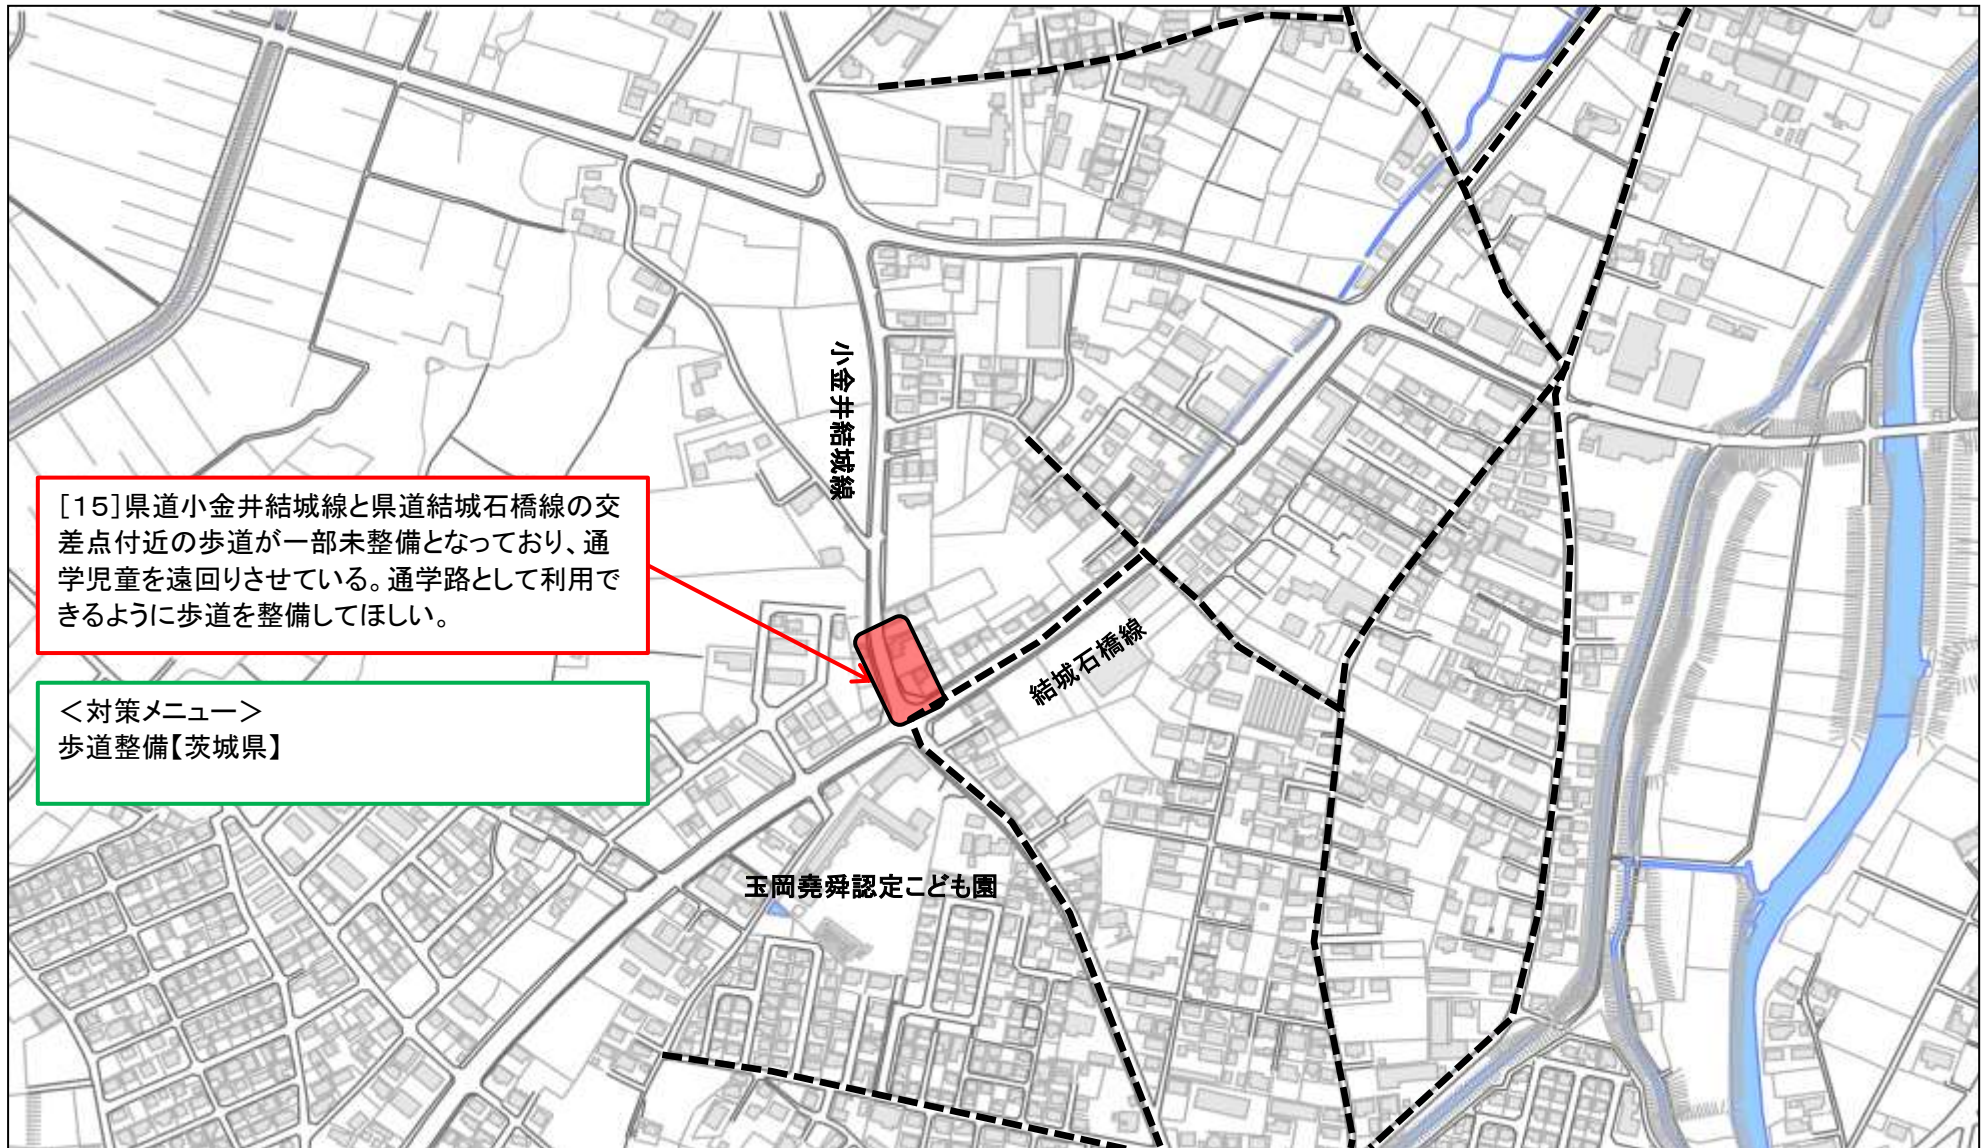 小金井結城線
[15]県道小金井結城線と県道結城石橋線の交
差点付近の歩道が一部未整備となっており、通
学児童を遠回りさせている。通学路として利用で
きるように歩道を整備してほしい。
結城石橋線
＜対策メニュー＞
歩道整備【茨城県】
玉岡堯舜認定こども園